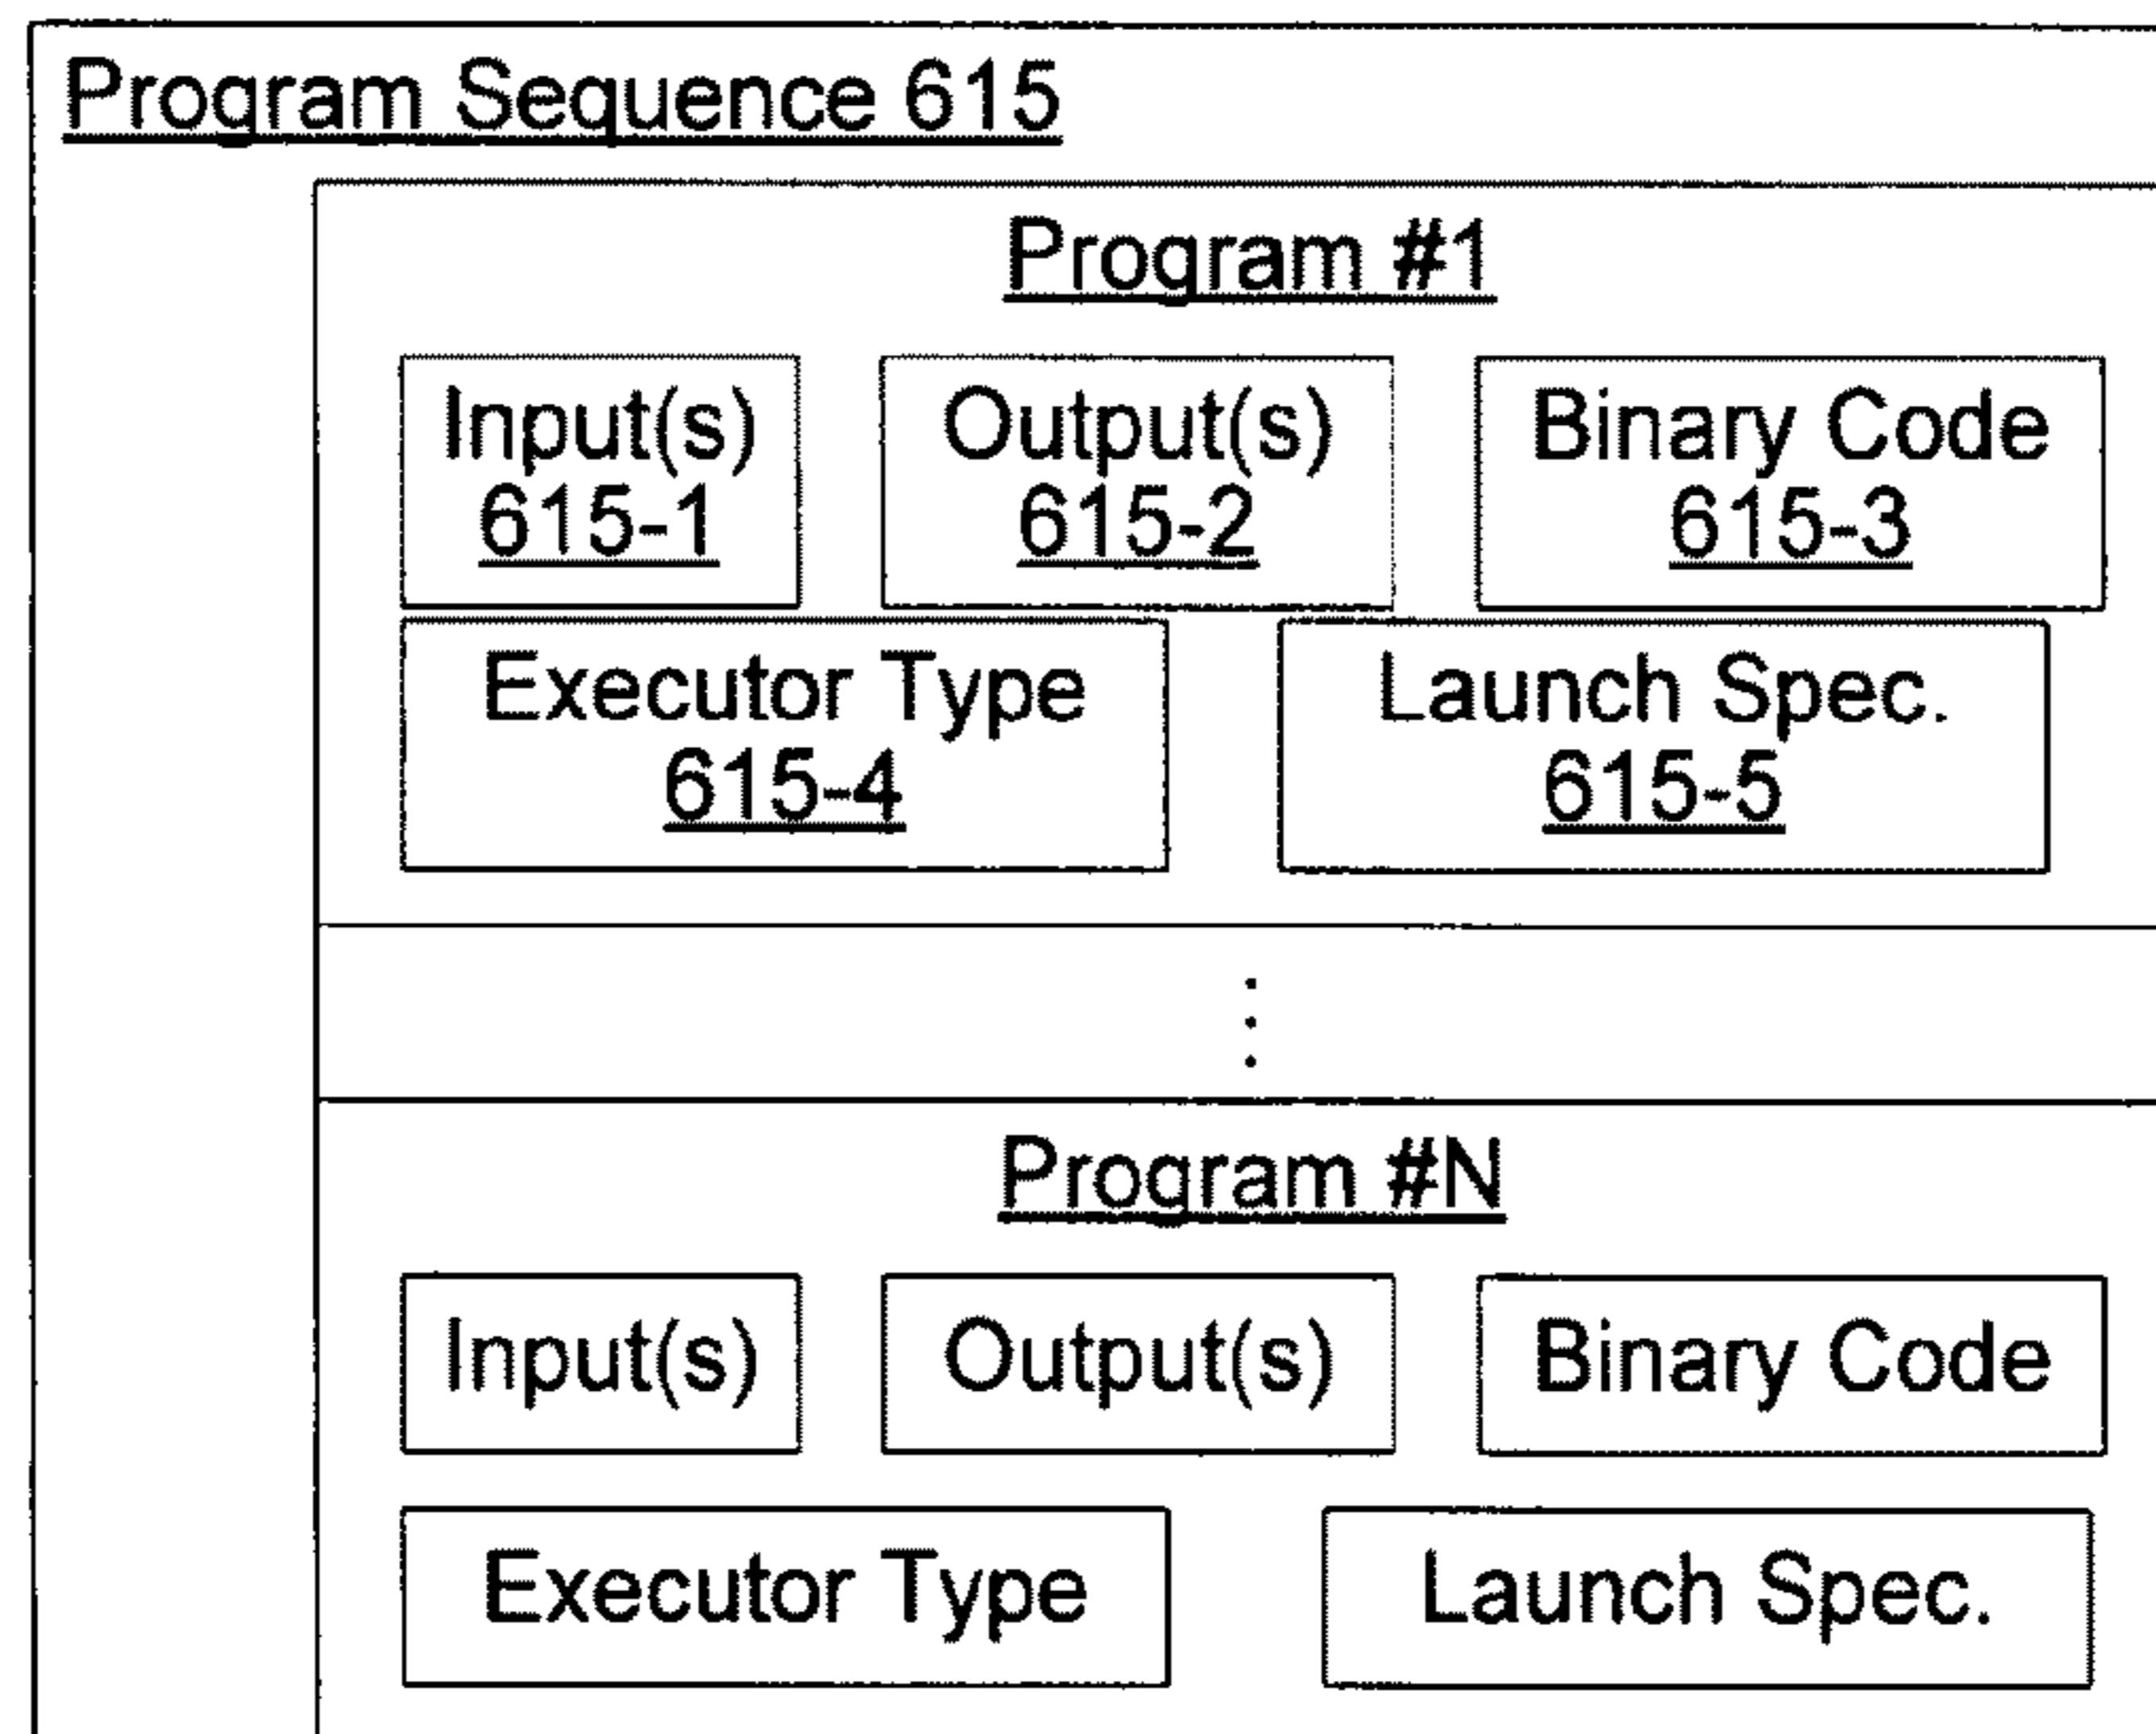 Program Sequence 615
Program #1
Input(s)
615-1
Output(s)
615-2
Binary Code
615-3
Executor Type
615-4
Launch Spec.
615-5
Program #N
Input(s)
Output(s)
Binary Code
Executor Type
Launch Spec.